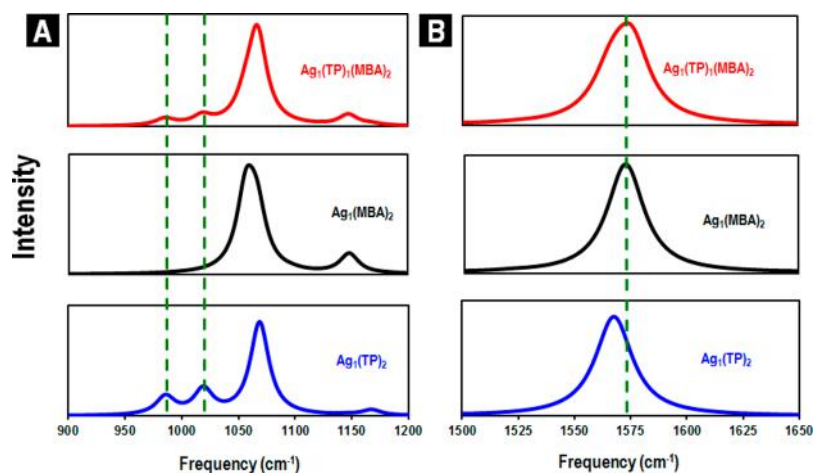 A
B
Ag₁(TP)₁(MBA)₂
Ag₁(TP)₁(MBA)₂
Intensity
Ag₁(MBA)₂
Ag₁(MBA)₂
Ag₁(TP)₂
Ag₁(TP)₂
900 950 1000 1050 1100 1150 1200
1500 1525 1550 1575 1600 1625 1650
Frequency (cm⁻¹)
Frequency (cm⁻¹)